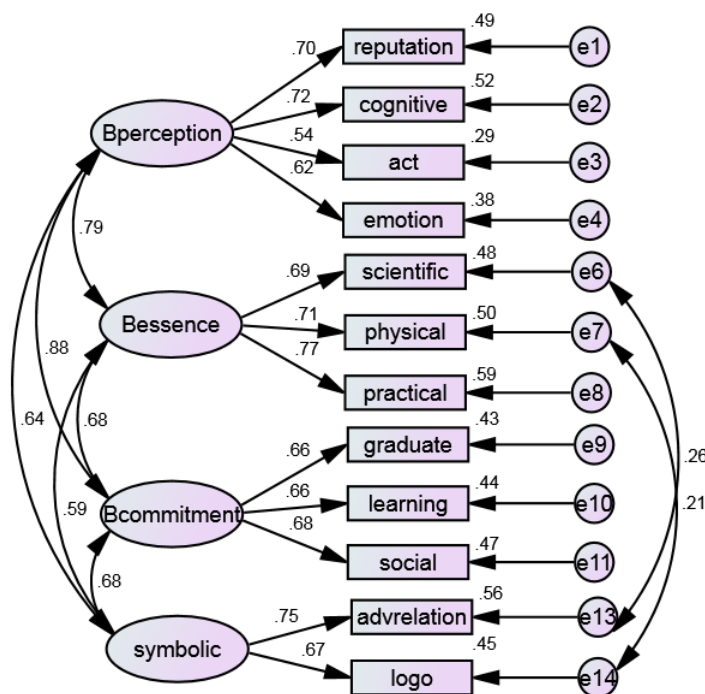 .49
.70
reputation
e1
.52
.72
cognitive
e2
Bperception
.54
.29
act
e3
.62
.38
emotion
e4
.79
.69
.48
scientific
e6
Bessence
.71
.50
physical
e7
.77
.59
practical
e8
.88
.68
.64
.66
.43
graduate
e9
.26
.59
.66
.44
learning
e10
.21
Bcommitment
.68
.47
social
e11
.68
.75
.56
advrelation
e13
symbolic
.67
.45
logo
e14